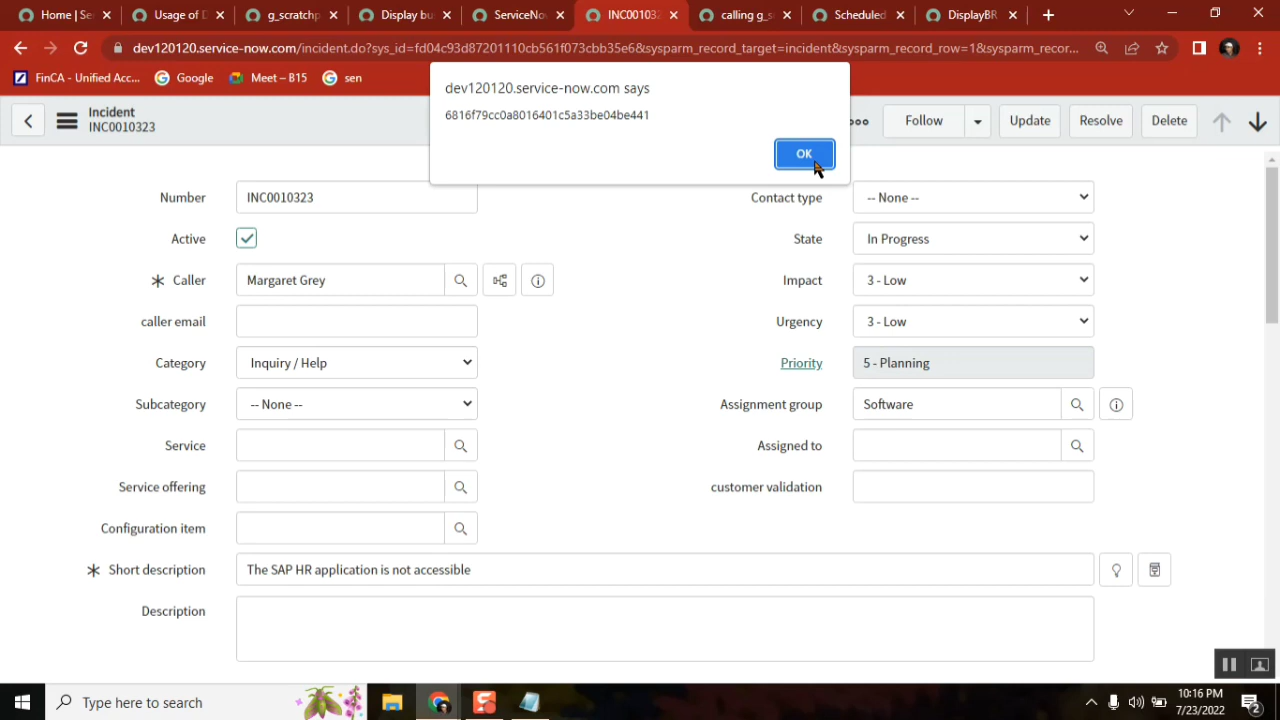 Home | Se
Usage of D
g_scratchp
Display bu
ServiceNov
INC001032
calling g_s
Scheduled
DisplayBR
dev120120.service-now.com/incident.do?sys_id=fd04c93d87201110cb561f073cbb35e6&sysparm_record_target=incident&sysparm_record_row=1&sysparm_recor...
FinCA - Unified Acc...
Google
Meet – B15
sen
dev120120.service-now.com says
6816f79cc0a8016401c5a33be04be441
OK
Incident
INC0010323
Follow
Update
Resolve
Delete
Number
INC0010323
Contact type
-- None --
Active
State
In Progress
Caller
Margaret Grey
Impact
3 - Low
caller email
Urgency
3 - Low
Category
Inquiry / Help
Priority
5 - Planning
Subcategory
-- None --
Assignment group
Software
Service
Assigned to
Service offering
customer validation
Configuration item
Short description
The SAP HR application is not accessible
Description
Type here to search
10:16 PM
7/23/2022
2